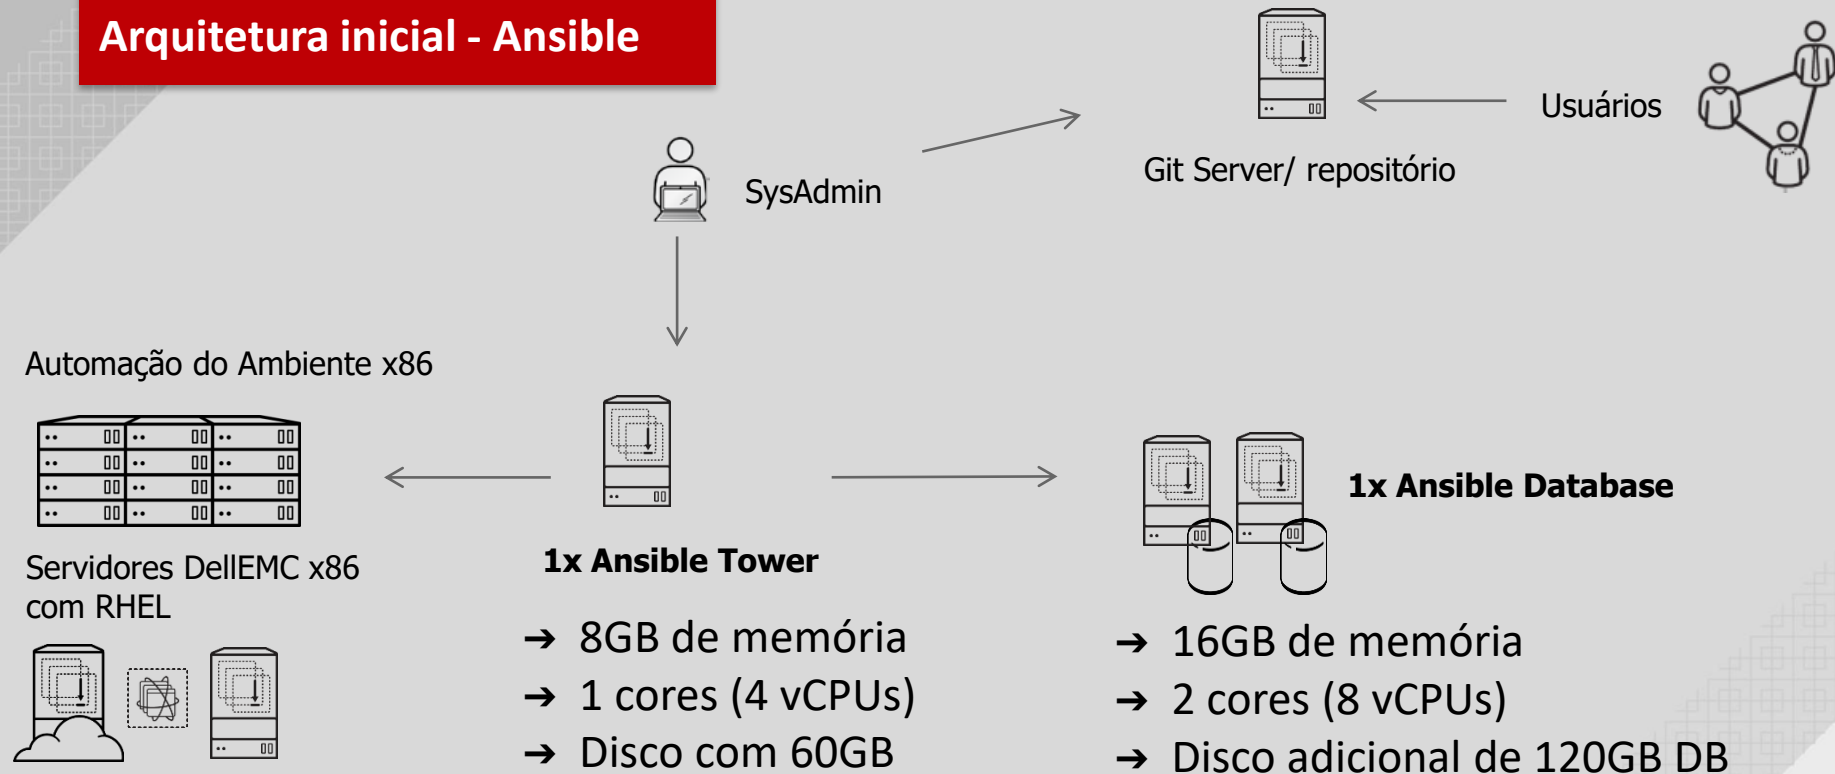 Arquitetura inicial - Ansible
Usuários
Git Server/ repositório
SysAdmin
Automação do Ambiente x86
Servidores DellEMC x86
com RHEL
1x Ansible Tower
➔ 8GB de memória
➔ 1 cores (4 vCPUs)
➔ Disco com 60GB
1x Ansible Database
➔ 16GB de memória
➔ 2 cores (8 vCPUs)
➔ Disco adicional de 120GB DB